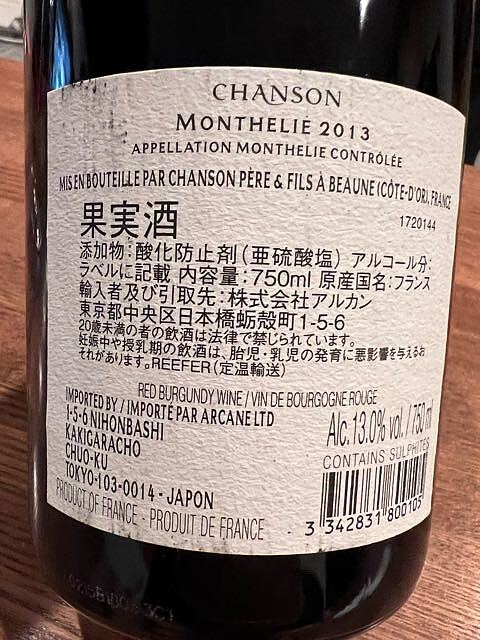 CHANSON
MONTHELIE 2013
APPELLATION MONTHELIE CONTRÔLÉE
MIS EN BOUTEILLE PAR CHANSON PÈRE & FILS À BEAUNE (CÔTE-D'OR), FRANCE
1720144
果実酒
添加物:酸化防止剤(亜硫酸塩) アルコール分:
ラベルに記載 内容量:750ml 原産国名:フランス
輸入者及び引取先:株式会社アルカン
東京都中央区日本橋蛎殻町1-5-6
20歳未満の者の飲酒は法律で禁じられています。
妊娠中や授乳期の飲酒は、胎児・乳児の発育に悪影響を与えるお
それがあります。REEFER(定温輸送)
RED BURGUNDY WINE / VIN DE BOURGOGNE ROUGE
IMPORTED BY / IMPORTÉ PAR ARCANE LTD
1-5-6 NIHONBASHI
KAKIGARACHO
CHUO-KU
TOKYO-103-0014 - JAPON
PRODUCT OF FRANCE - PRODUIT DE FRANCE
Alc. 13.0% vol. / 750 ml
CONTAINS SULPHITES
3 342831 800105